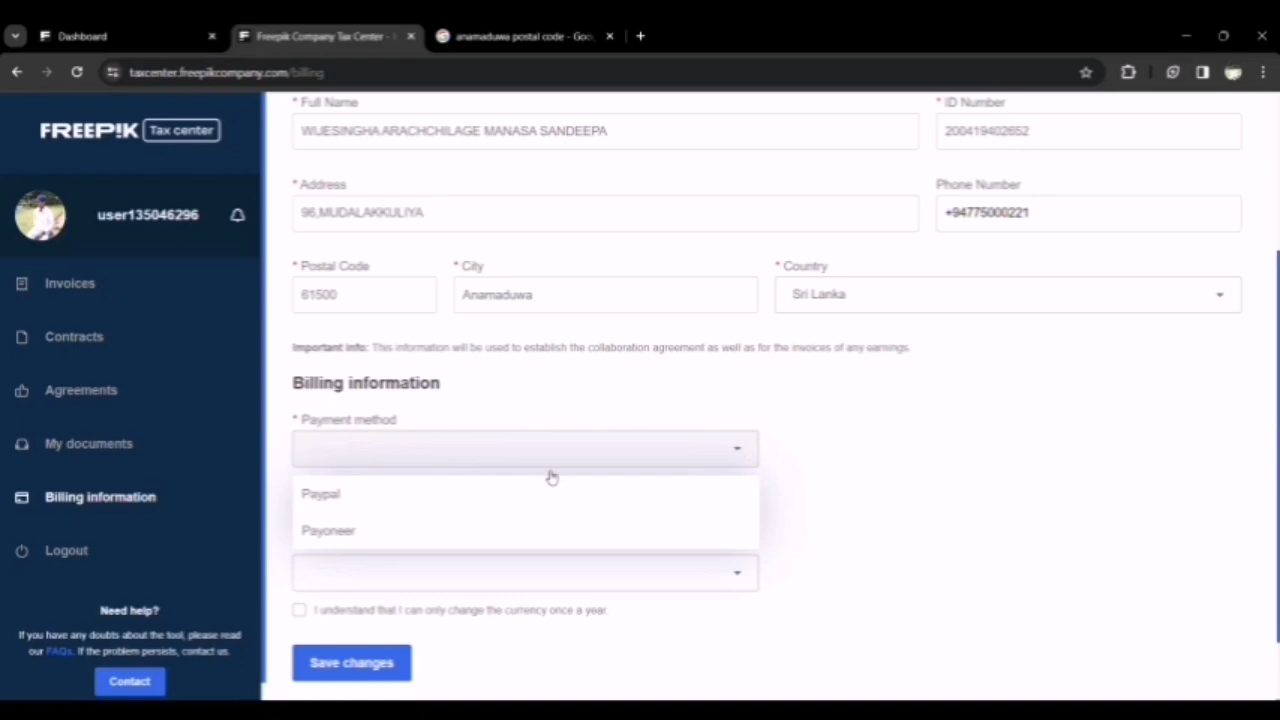 Dashboard
Freepik Company Tax Center -
anamaduwa postal code - Goo
taxcenter.freepikcompany.com/billing
FREEP!K Tax center
user135046296
Invoices
Contracts
Agreements
My documents
Billing information
Logout
Need help?
If you have any doubts about the tool, please read
our FAQs. If the problem persists, contact us.
Contact
* Full Name
* ID Number
WIJESINGHA ARACHCHILAGE MANASA SANDEEPA
200419402652
* Address
Phone Number
96,MUDALAKKULIYA
+94775000221
* Postal Code
* City
* Country
61500
Anamaduwa
Sri Lanka
Important info: This information will be used to establish the collaboration agreement as well as for the invoices of any earnings.
Billing information
* Payment method
Paypal
Payoneer
I understand that I can only change the currency once a year.
Save changes